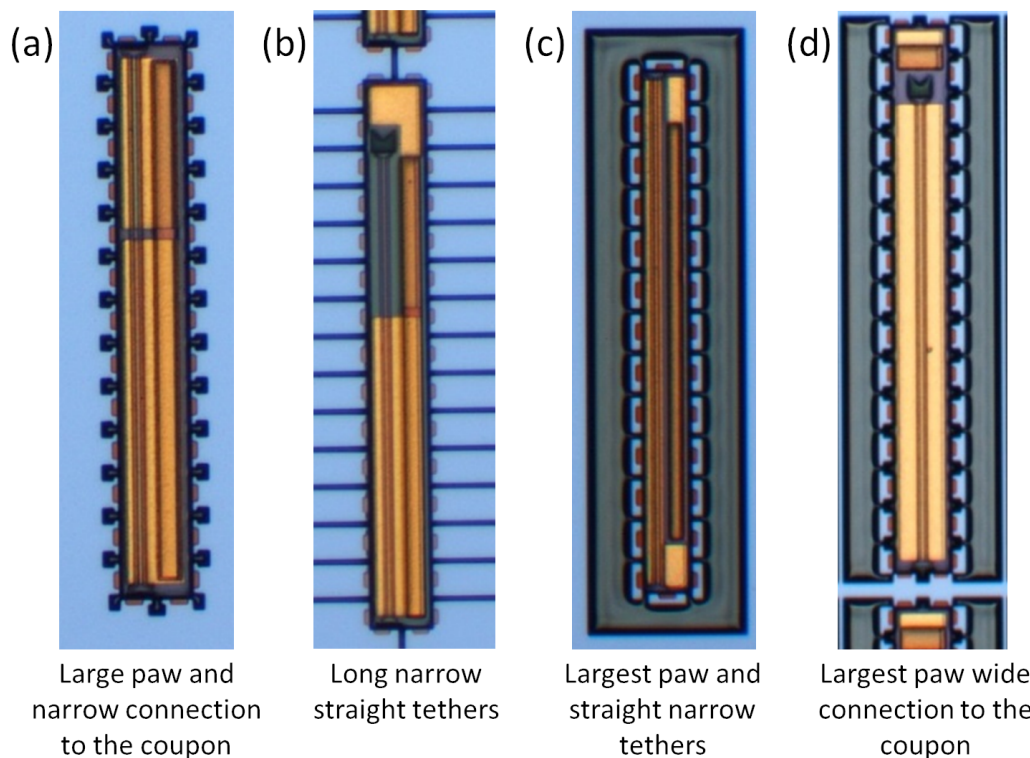 (a)
(b)
(c)
(d)
Large paw and
narrow connection
to the coupon
Long narrow
straight tethers
Largest paw and
straight narrow
tethers
Largest paw wide
connection to the
coupon